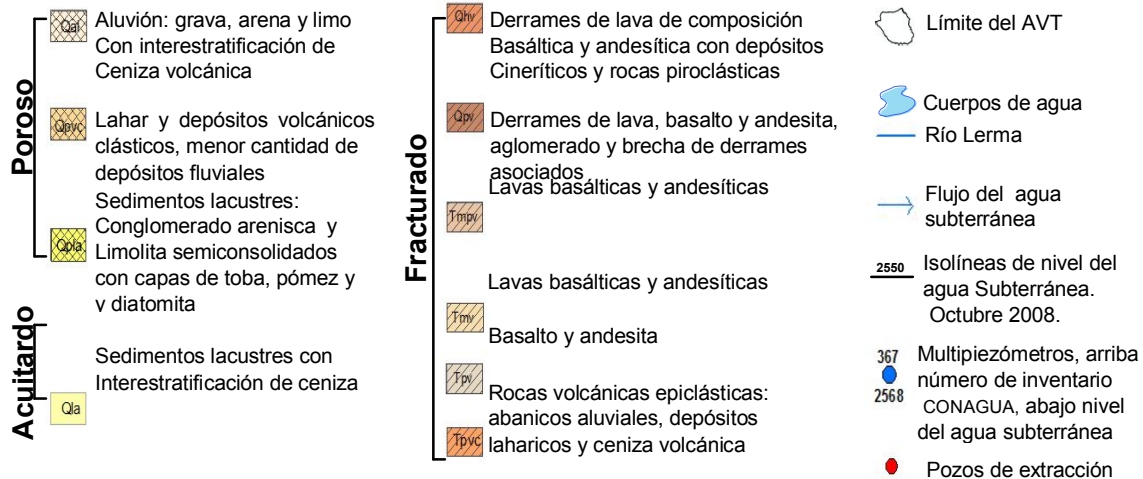 Poroso
Qal
Aluvión: grava, arena y limo
Con interestratificación de
Ceniza volcánica
Qpvc
Lahar y depósitos volcánicos
clásticos, menor cantidad de
depósitos fluviales
Qpla
Sedimentos lacustres:
Conglomerado arenisca y
Limolita semiconsolidados
con capas de toba, pómez y
y diatomita
Acuitardo
Qla
Sedimentos lacustres con
Interestratificación de ceniza
Fracturado
Qhv
Derrames de lava de composición
Basáltica y andesítica con depósitos
Cineríticos y rocas piroclásticas
Qpv
Derrames de lava, basalto y andesita,
aglomerado y brecha de derrames
asociados
Lavas basálticas y andesíticas
Tmpv
Lavas basálticas y andesíticas
Tmv
Basalto y andesita
Tpv
Rocas volcánicas epiclásticas:
abanicos aluviales, depósitos
laharicos y ceniza volcánica
Tpvc
Límite del AVT
Cuerpos de agua
Río Lerma
Flujo del agua
subterránea
2550
Isolíneas de nivel del
agua Subterránea.
Octubre 2008.
367
2568
Multipiezómetros, arriba
número de inventario
CONAGUA, abajo nivel
del agua subterránea
Pozos de extracción